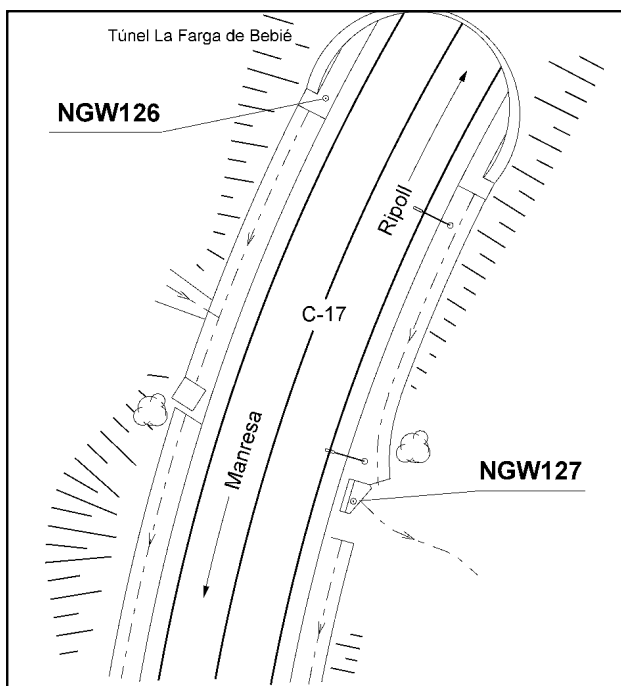 Túnel La Farga de Bebié
NGW126
Ripoll
C-17
Manresa
NGW127